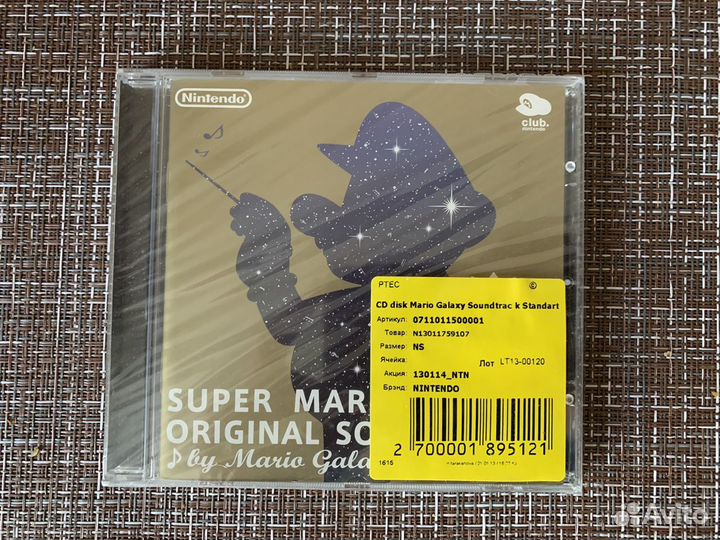 Nintendo
club.
nintendo
SUPER MAR
ORIGINAL SO
♪by Mario Gala
РТЕС ©
CD disk Mario Galaxy Soundtrac k Standart
Артикул: 0711011500001
Товар: N13011759107
Размер: NS
Ячейка: Лот LT13-00120
Акция: 130114_NTN
Брэнд: NINTENDO
2 700001 895121
1615
Avito